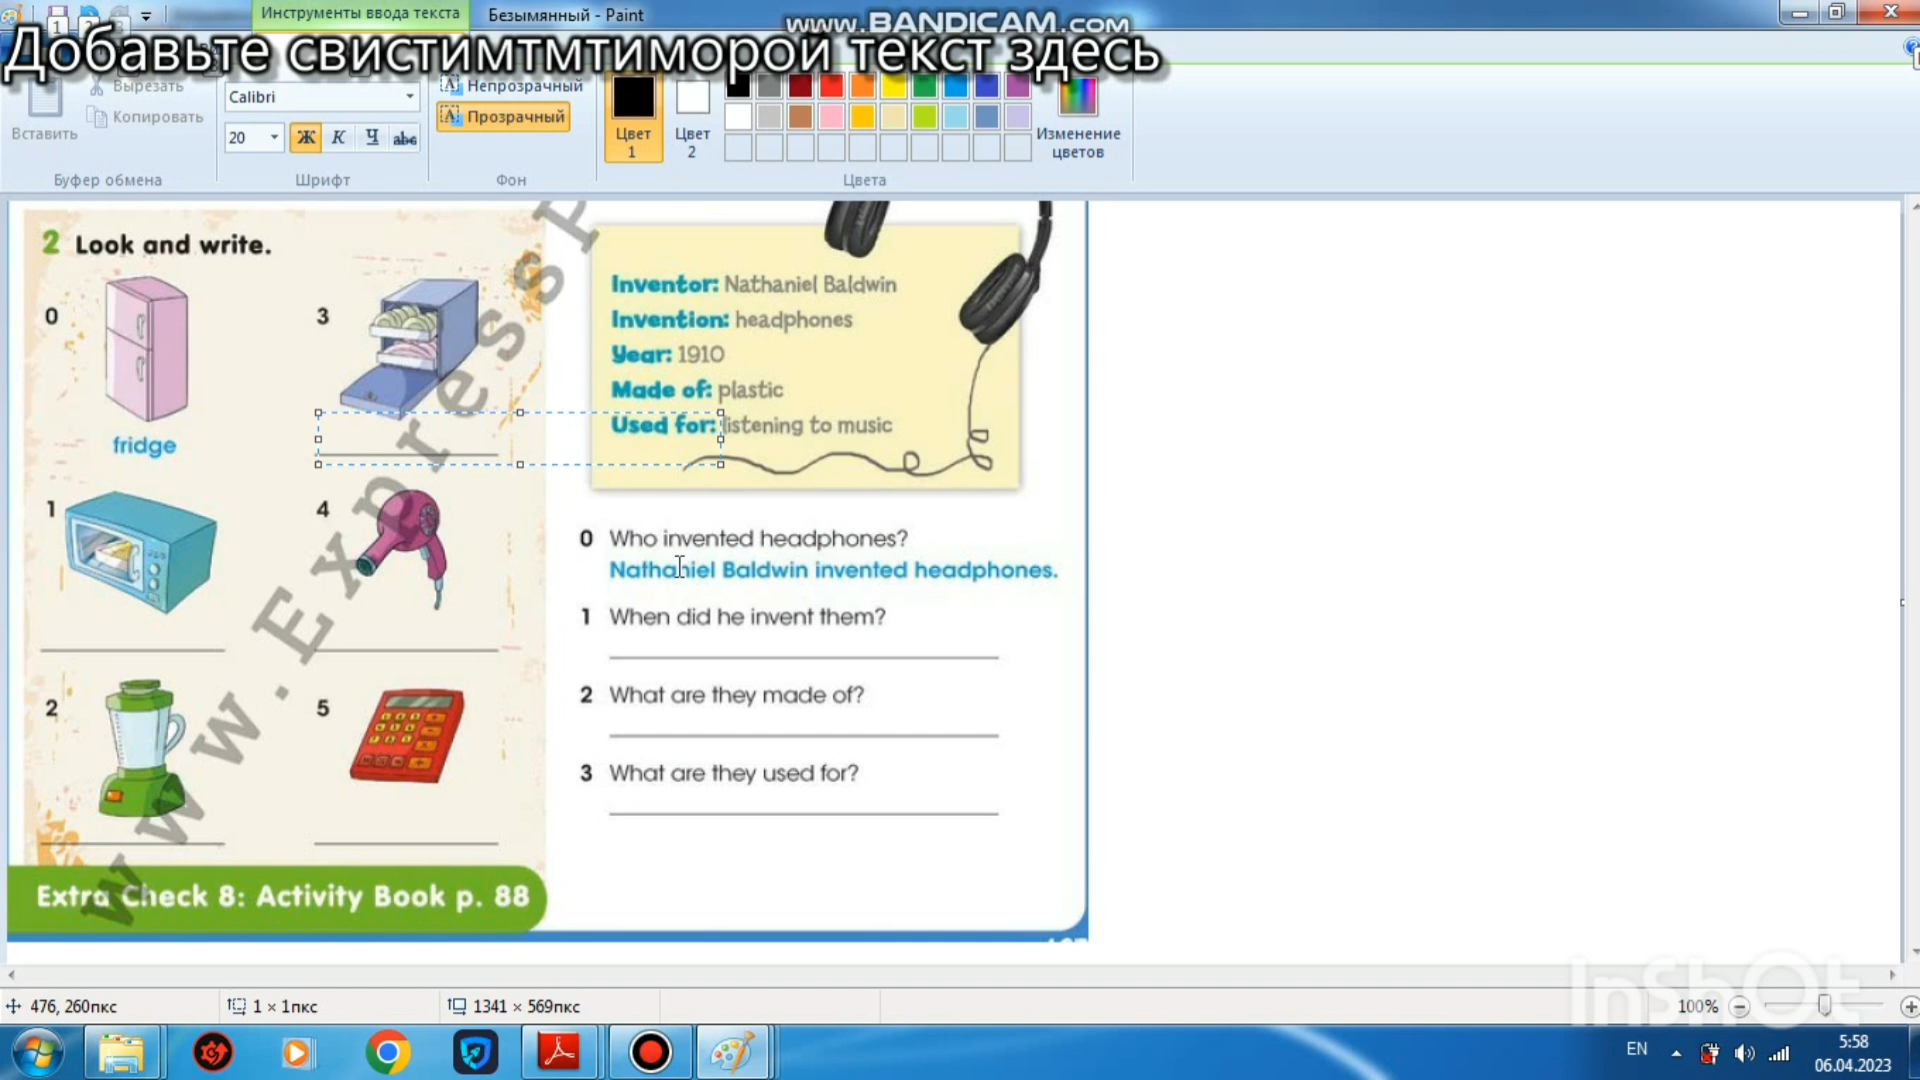 Инструменты ввода текста
Безымянный - Paint
www.BANDICAM.com
Добавьте свистимтмтиморой текст здесь
Вставить
Вырезать
Копировать
Буфер обмена
Calibri
20
Ж К Ч abc
Шрифт
Непрозрачный
Прозрачный
Фон
Цвет 1
Цвет 2
Цвета
Изменение цветов
2 Look and write.
0
fridge
3
1
4
2
5
www.ExpressP
Extra Check 8: Activity Book p. 88
Inventor: Nathaniel Baldwin
Invention: headphones
Year: 1910
Made of: plastic
Used for: listening to music
0 Who invented headphones?
Nathaniel Baldwin invented headphones.
1 When did he invent them?
2 What are they made of?
3 What are they used for?
InShOt
476, 260пкс
1 × 1пкс
1341 × 569пкс
100%
EN
5:58
06.04.2023